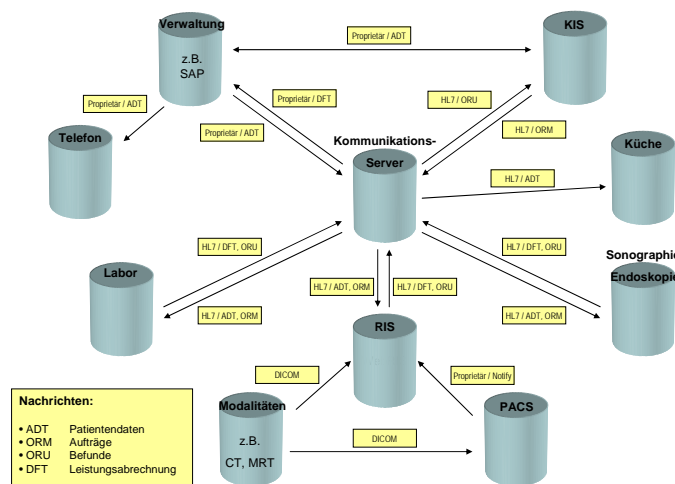 Verwaltung
z.B.
SAP
Proprietär / ADT
KIS
Proprietär / ADT
Proprietär / DFT
Proprietär / ADT
HL7 / ORU
HL7 / ORM
Telefon
Kommunikations-
Server
HL7 / ADT
Küche
HL7 / DFT, ORU
HL7 / ADT, ORM
Labor
HL7 / DFT, ORU
HL7 / ADT, ORM
Sonographie
Endoskopie
HL7 / ADT, ORM
HL7 / DFT, ORU
RIS
DICOM
Proprietär / Notify
Modalitäten
z.B.
CT, MRT
DICOM
PACS
Nachrichten:
• ADT Patientendaten
• ORM Aufträge
• ORU Befunde
• DFT Leistungsabrechnung